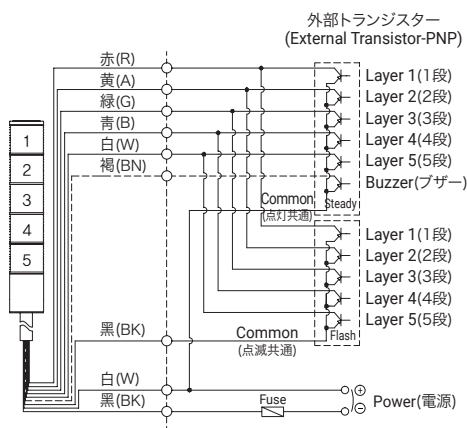 外部トランジスター
(External Transistor-PNP)
赤(R)
黄(A)
緑(G)
青(B)
白(W)
褐(BN)
1
2
3
4
5
Layer 1(1段)
Layer 2(2段)
Layer 3(3段)
Layer 4(4段)
Layer 5(5段)
Buzzer(ブザー)
Common
(点灯共通)
Steady
Layer 1(1段)
Layer 2(2段)
Layer 3(3段)
Layer 4(4段)
Layer 5(5段)
黒(BK)
Common
(点滅共通)
Flash
白(W)
黒(BK)
Fuse
⊕
⊖
Power(電源)